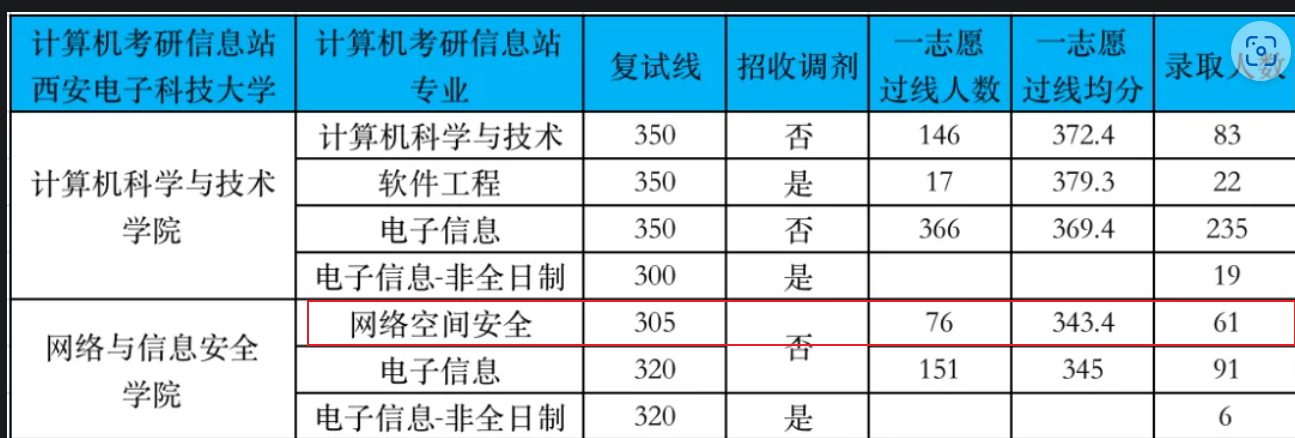 计算机考研信息站 计算机考研信息站 复试线 招收调剂 一志愿 一志愿 录取人数
西安电子科技大学 专业 过线人数 过线均分
计算机科学与技术 350 否 146 372.4 83
计算机科学与技术 软件工程 350 是 17 379.3 22
学院 电子信息 350 否 366 369.4 235
电子信息-非全日制 300 是 19
网络与信息安全 网络空间安全 305 否 76 343.4 61
学院 电子信息 320 151 345 91
电子信息-非全日制 320 是 6